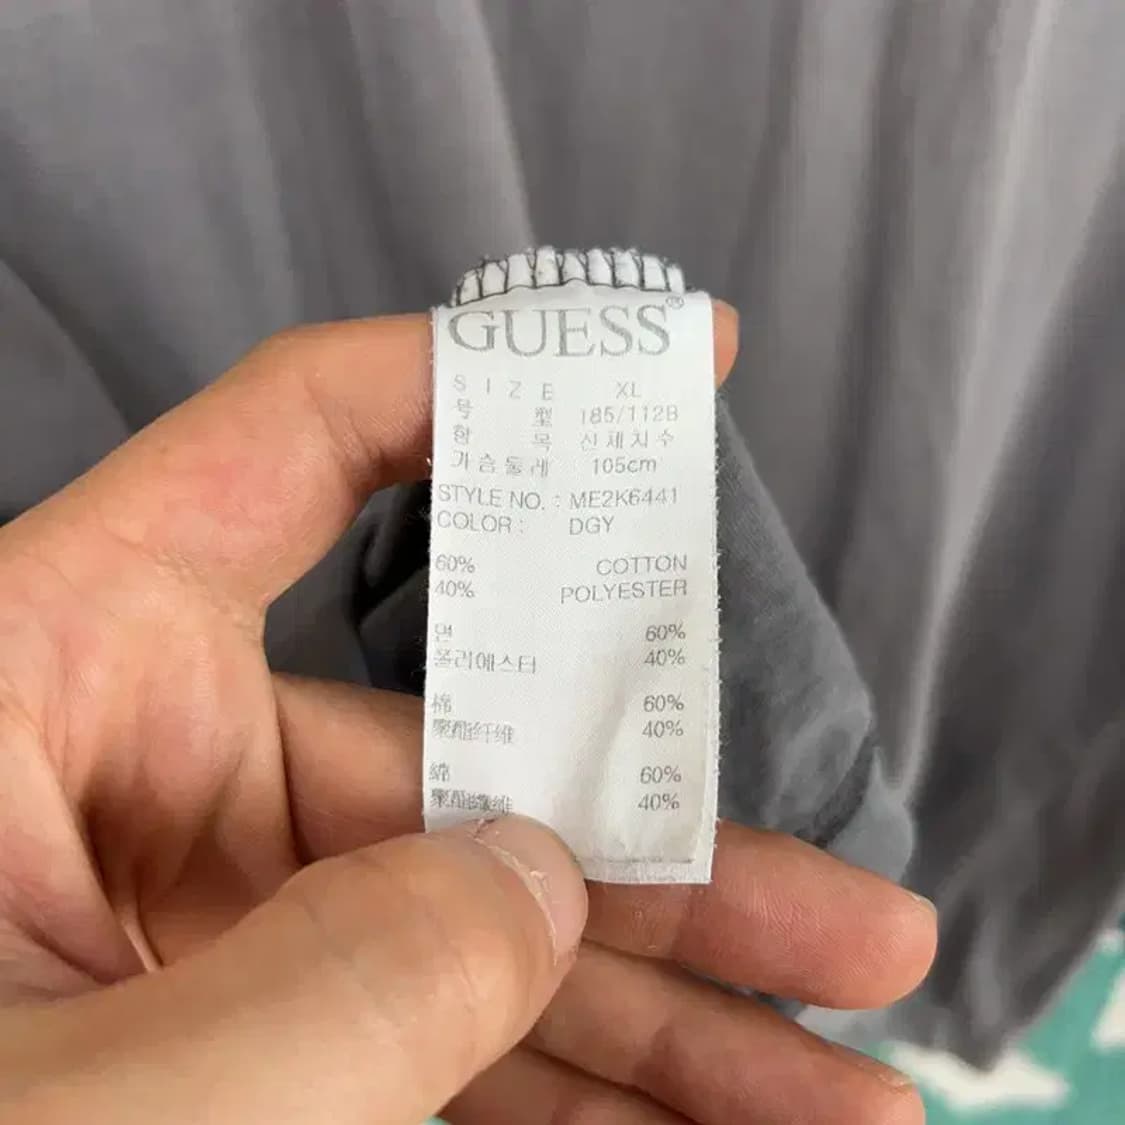 GUESS®
SIZE XL
号型 185/112B
항목 신체치수
가슴둘레 105cm
STYLE NO. : ME2K6441
COLOR : DGY
60% COTTON
40% POLYESTER
면 60%
폴리에스터 40%
棉 60%
聚酯纤维 40%
綿 60%
聚酯纖維 40%